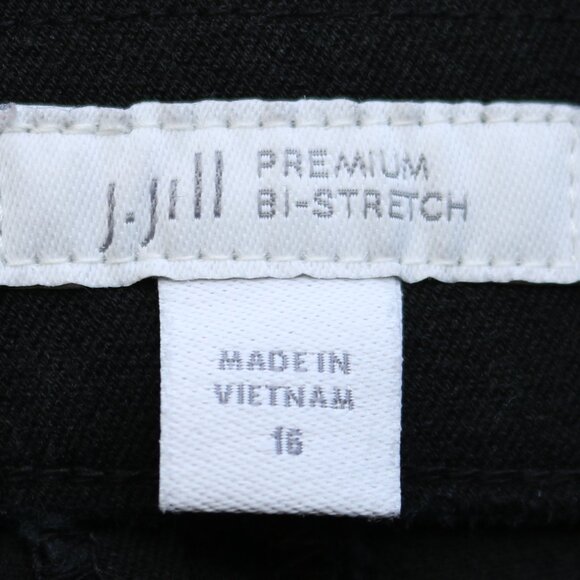 J.Jill
PREMIUM
BI-STRETCH
MADE IN
VIETNAM
16